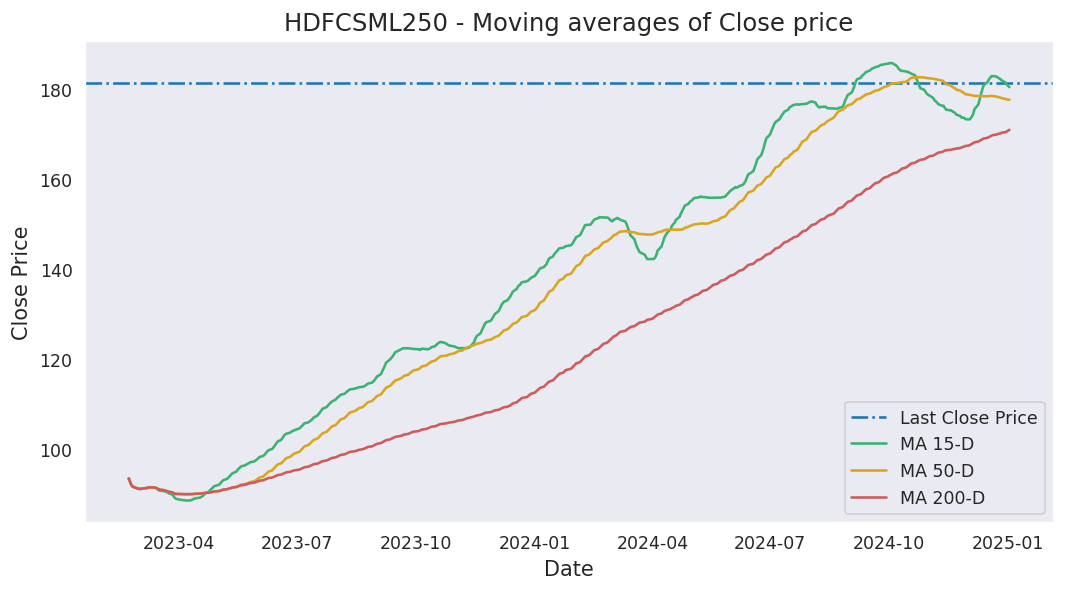 HDFCSML250 - Moving averages of Close price
Close Price
180
160
140
120
100
Last Close Price
MA 15-D
MA 50-D
MA 200-D
2023-04 2023-07 2023-10 2024-01 2024-04 2024-07 2024-10 2025-01
Date